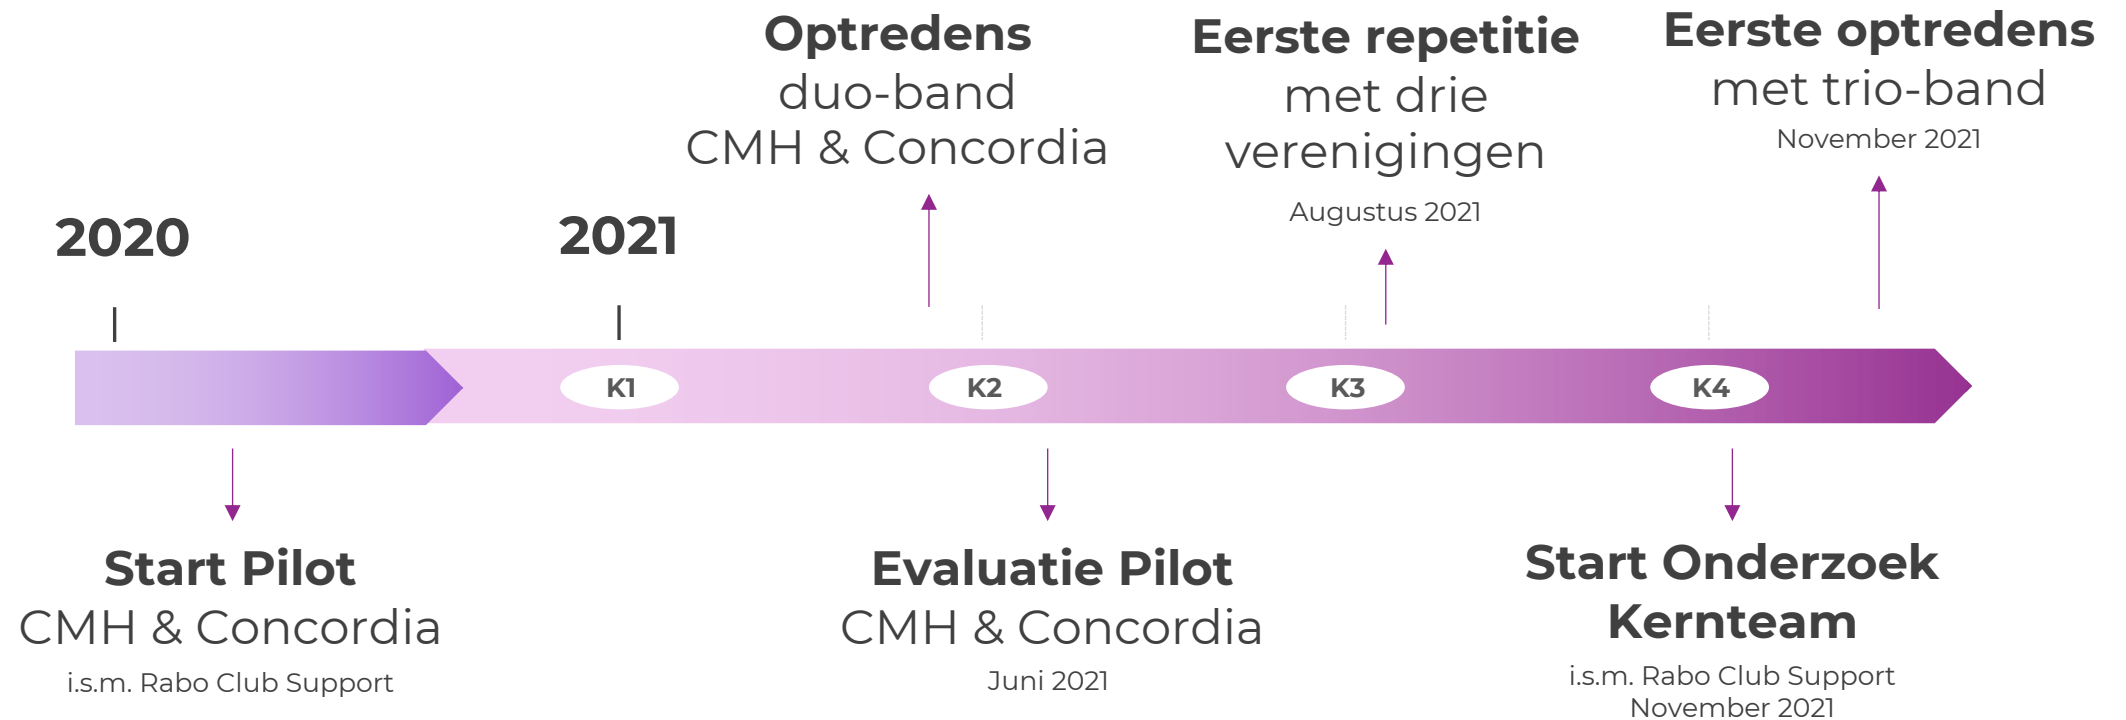 Optredens
duo-band
CMH & Concordia
Eerste repetitie
met drie
verenigingen
Augustus 2021
Eerste optredens
met trio-band
November 2021
2020
2021
K1
K2
K3
K4
Start Pilot
CMH & Concordia
i.s.m. Rabo Club Support
Evaluatie Pilot
CMH & Concordia
Juni 2021
Start Onderzoek
Kernteam
i.s.m. Rabo Club Support
November 2021